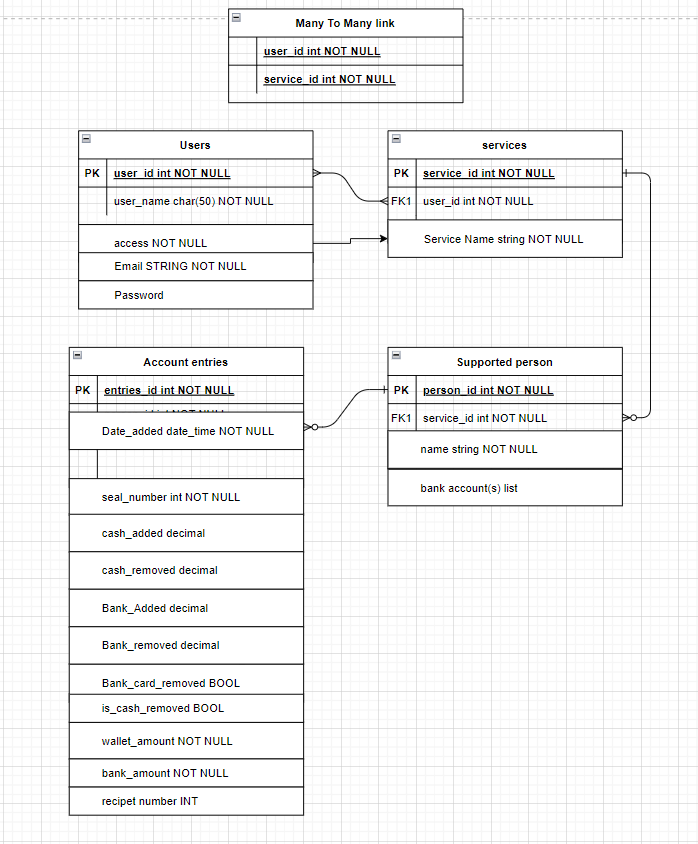 Many To Many link
user_id int NOT NULL
service_id int NOT NULL
Users
PK user_id int NOT NULL
user_name char(50) NOT NULL
access NOT NULL
Email STRING NOT NULL
Password
services
PK service_id int NOT NULL
FK1 user_id int NOT NULL
Service Name string NOT NULL
Account entries
PK entries_id int NOT NULL
Date_added date_time NOT NULL
seal_number int NOT NULL
cash_added decimal
cash_removed decimal
Bank_Added decimal
Bank_removed decimal
Bank_card_removed BOOL
is_cash_removed BOOL
wallet_amount NOT NULL
bank_amount NOT NULL
recipet number INT
Supported person
PK person_id int NOT NULL
FK1 service_id int NOT NULL
name string NOT NULL
bank account(s) list